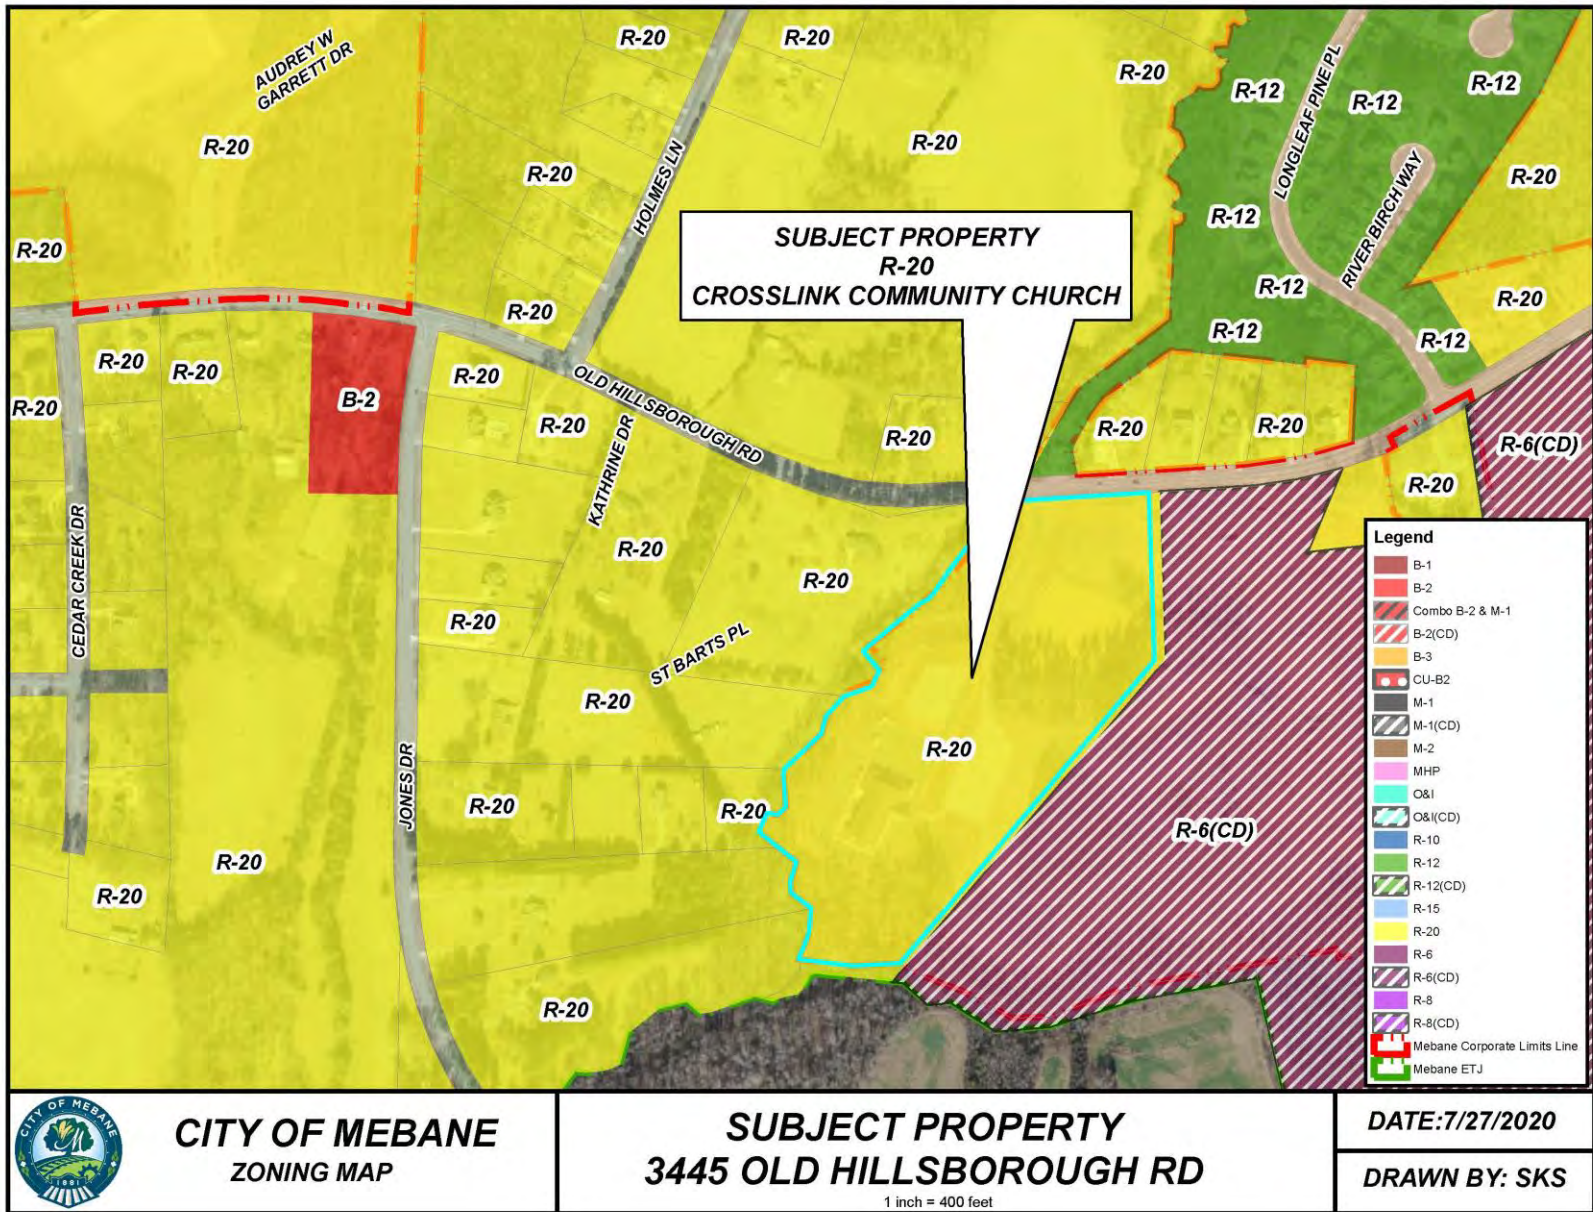 AUDREY W
GARRETT DR
R-20
R-20
R-20
R-20
R-20
R-20
R-12
R-12
R-12
LONGLEAF PINE PL
R-20
HOLMES LN
R-12
RIVER BIRCH WAY
R-20
SUBJECT PROPERTY
R-20
CROSSLINK COMMUNITY CHURCH
R-20
R-12
R-20
R-20
R-12
R-12
R-20
R-20
R-20
B-2
R-20
OLD HILLSBOROUGH RD
R-20
R-20
KATHRINE DR
R-20
R-20
R-20
R-6(CD)
R-20
CEDAR CREEK DR
R-20
R-20
R-20
ST BARTS PL
R-20
R-20
JONES DR
R-20
R-20
R-6(CD)
R-20
R-20
R-20
Legend
B-1
B-2
Combo B-2 & M-1
B-2(CD)
B-3
CU-B2
M-1
M-1(CD)
M-2
MHP
O&I
O&I(CD)
R-10
R-12
R-12(CD)
R-15
R-20
R-6
R-6(CD)
R-8
R-8(CD)
Mebane Corporate Limits Line
Mebane ETJ
CITY OF MEBANE
1881
CITY OF MEBANE
ZONING MAP
SUBJECT PROPERTY
3445 OLD HILLSBOROUGH RD
1 inch = 400 feet
DATE:7/27/2020
DRAWN BY: SKS